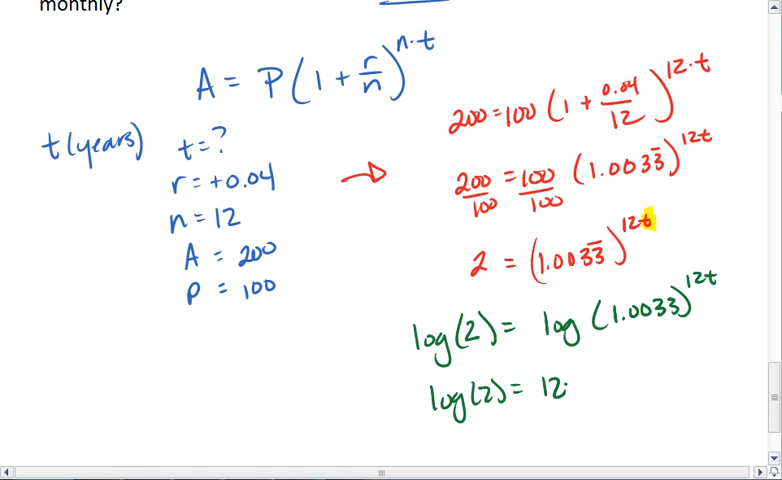 monthly?
A = P(1 + r/n)^n·t
t(years) t = ?
r = +0.04
n = 12
A = 200
P = 100
200 = 100 (1 + 0.04/12)^12·t
200/100 = 100/100 (1.0033̅)^12t
2 = (1.0033̅)^12t
log(2) = log (1.0033)^12t
log(2) = 12·